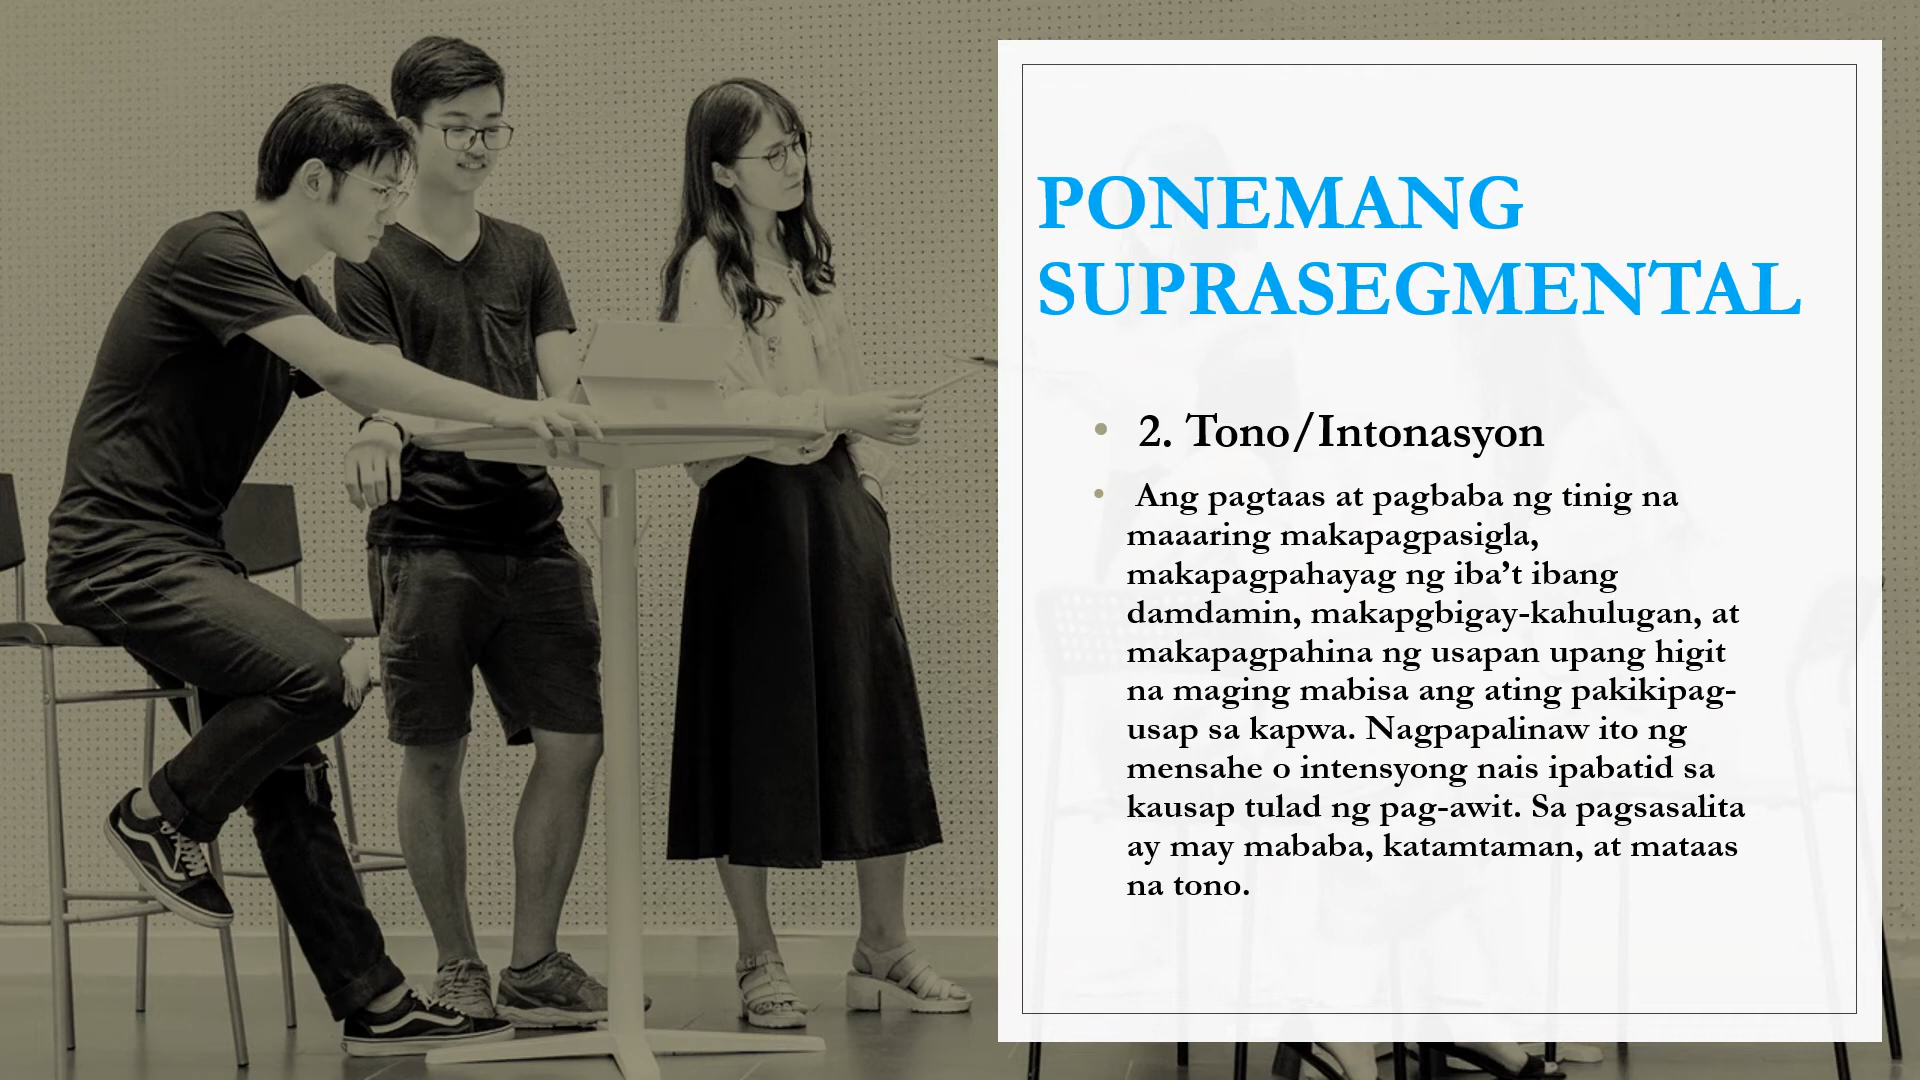 PONEMANG
SUPRASEGMENTAL
• 2. Tono/Intonasyon
• Ang pagtaas at pagbaba ng tinig na
maaaring makapagpasigla,
makapagpahayag ng iba’t ibang
damdamin, makapgbigay-kahulugan, at
makapagpahina ng usapan upang higit
na maging mabisa ang ating pakikipag-
usap sa kapwa. Nagpapalinaw ito ng
mensahe o intensyong nais ipabatid sa
kausap tulad ng pag-awit. Sa pagsasalita
ay may mababa, katamtaman, at mataas
na tono.